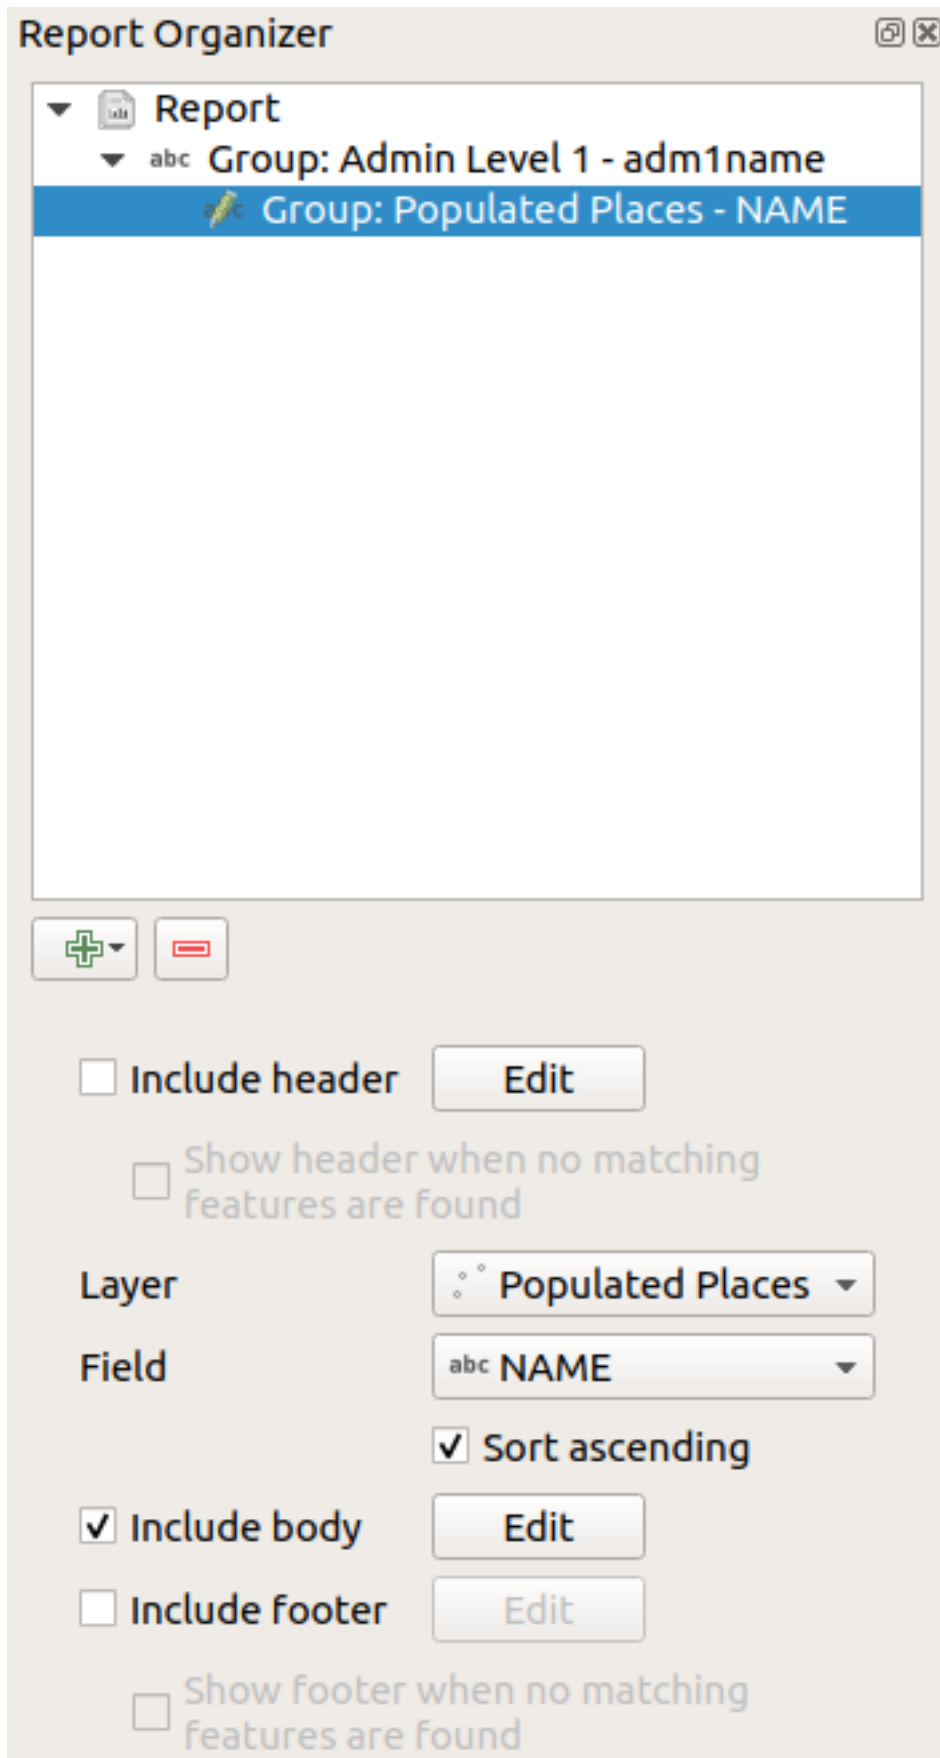 Report Organizer
Report
abc Group: Admin Level 1 - adm1name
Group: Populated Places - NAME
Include header Edit
Show header when no matching
features are found
Layer Populated Places
Field abc NAME
Sort ascending
Include body Edit
Include footer Edit
Show footer when no matching
features are found